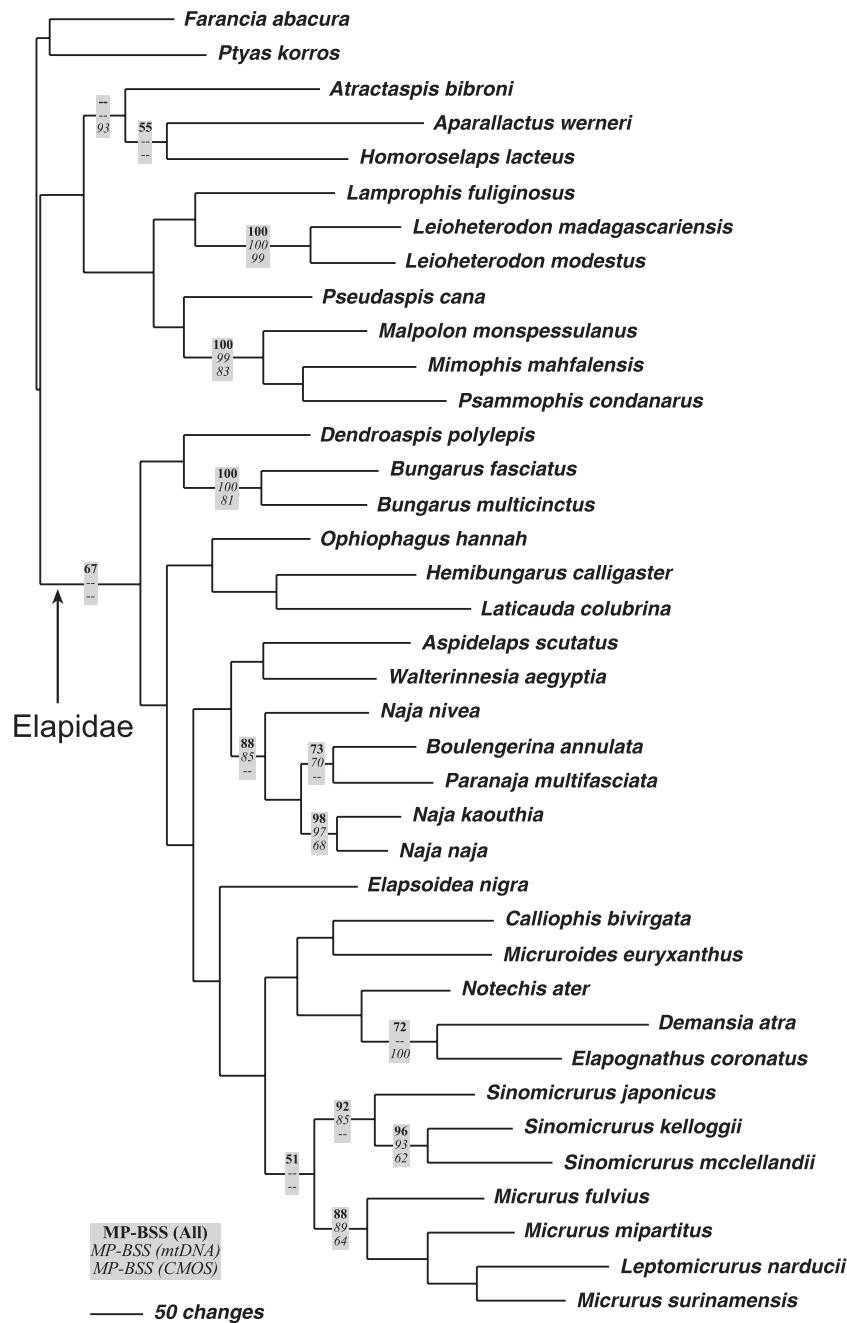 Farancia abacura
Ptyas korros
Atractaspis bibroni
--
--
93
55
--
--
Aparallactus werneri
Homoroselaps lacteus
Lamprophis fuliginosus
100
100
99
Leioheterodon madagascariensis
Leioheterodon modestus
Pseudaspis cana
100
99
83
Malpolon monspessulanus
Mimophis mahfalensis
Psammophis condanarus
Dendroaspis polylepis
100
100
81
Bungarus fasciatus
Bungarus multicinctus
Ophiophagus hannah
67
--
--
Hemibungarus calligaster
Laticauda colubrina
Elapidae
Aspidelaps scutatus
Walterinnesia aegyptia
Naja nivea
88
85
--
73
70
--
Boulengerina annulata
Paranaja multifasciata
98
97
68
Naja kaouthia
Naja naja
Elapsoidea nigra
Calliophis bivirgata
Micruroides euryxanthus
Notechis ater
72
--
100
Demansia atra
Elapognathus coronatus
92
85
--
Sinomicrurus japonicus
96
93
62
Sinomicrurus kelloggii
Sinomicrurus mcclellandii
51
--
--
88
89
64
Micrurus fulvius
Micrurus mipartitus
Leptomicrurus narducii
Micrurus surinamensis
MP-BSS (All)
MP-BSS (mtDNA)
MP-BSS (CMOS)
50 changes